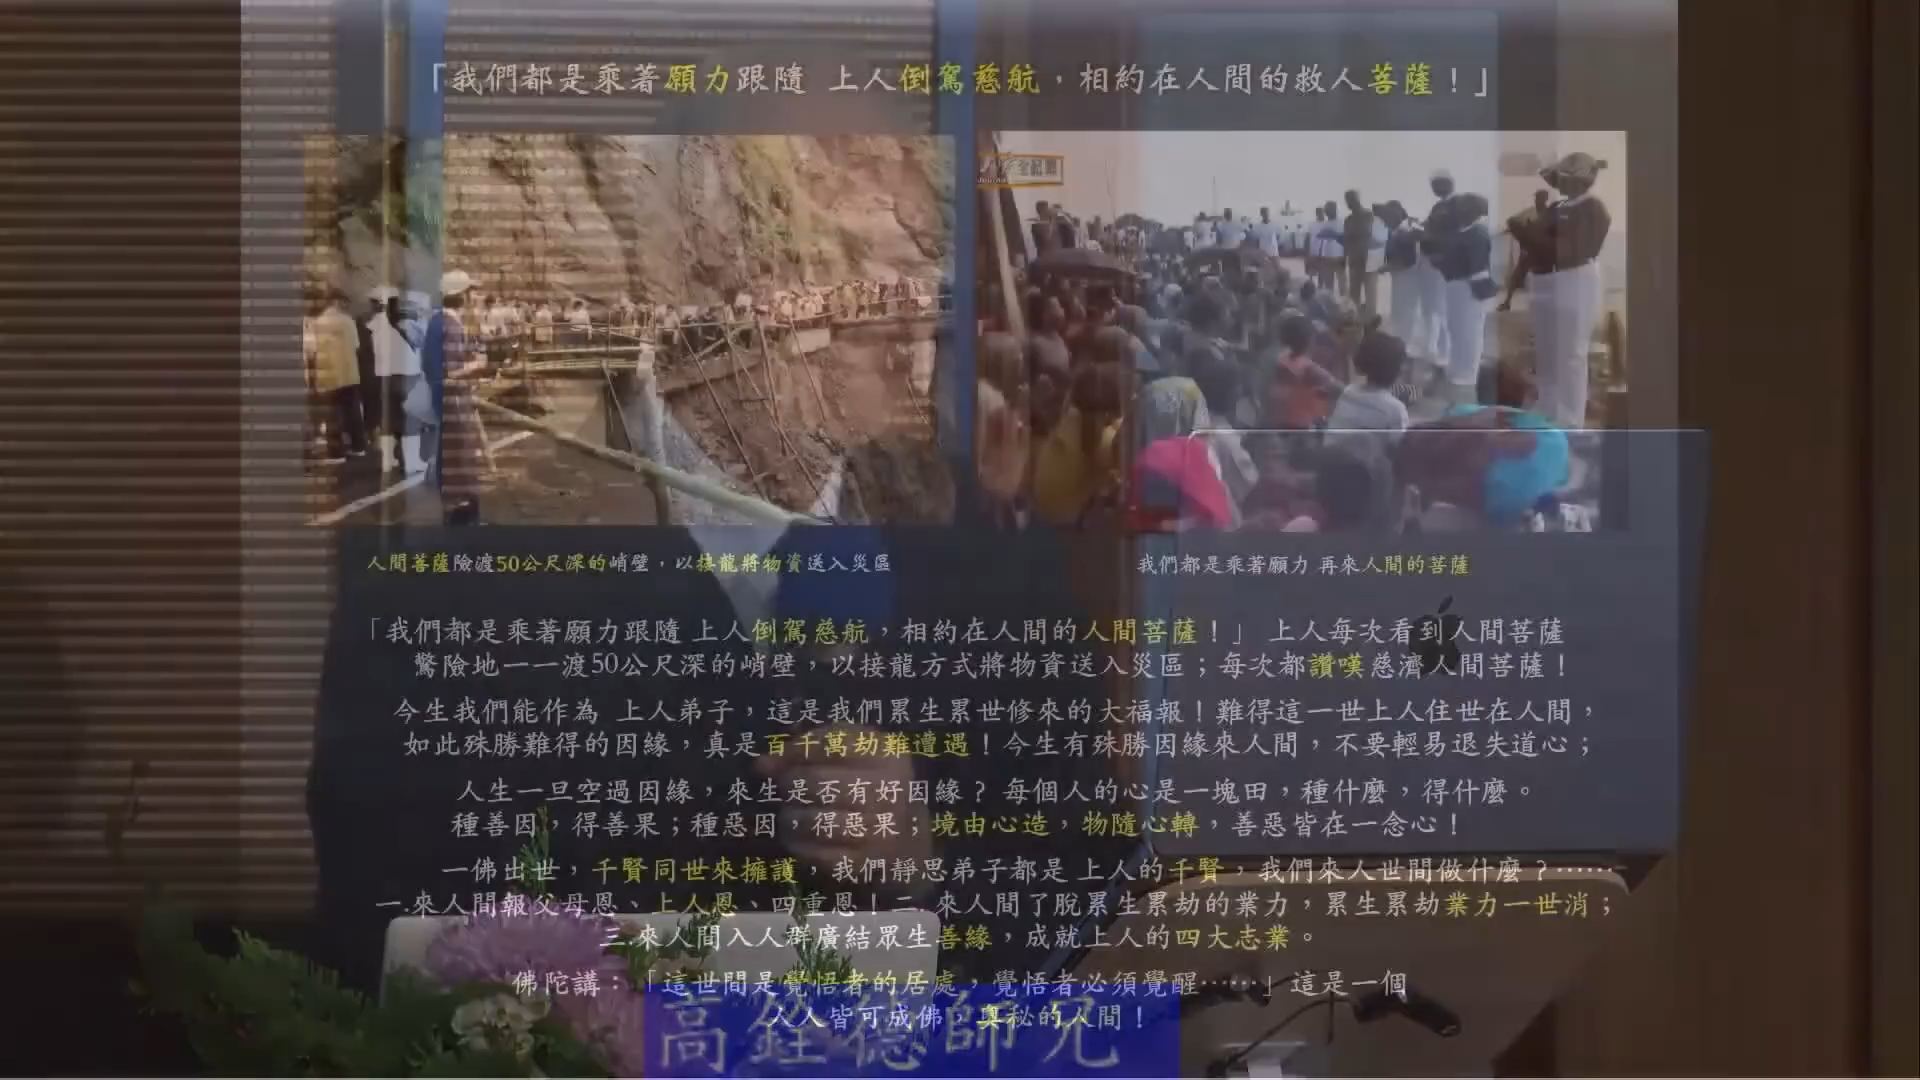 「我們都是乘著願力跟隨 上人倒駕慈航，相約在人間的救人菩薩！」
全記錄
人間菩薩險渡50公尺深的峭壁，以接龍將物資送入災區
我們都是乘著願力 再來人間的菩薩
「我們都是乘著願力跟隨 上人倒駕慈航，相約在人間的人間菩薩！」 上人每次看到人間菩薩
驚險地一一渡50公尺深的峭壁，以接龍方式將物資送入災區；每次都讚嘆慈濟人間菩薩！
今生我們能作為 上人弟子，這是我們累生累世修來的大福報！難得這一世上人住世在人間，
如此殊勝難得的因緣，真是百千萬劫難遭遇！今生有殊勝因緣來人間，不要輕易退失道心；
人生一旦空過因緣，來生是否有好因緣？每個人的心是一塊田，種什麼，得什麼。
種善因，得善果；種惡因，得惡果；境由心造，物隨心轉，善惡皆在一念心！
一佛出世，千賢同世來擁護，我們靜思弟子都是 上人的千賢，我們來人世間做什麼？⋯⋯
一.來人間報父母恩、上人恩、四重恩！二. 來人間了脫累生累劫的業力，累生累劫業力一世消；
三.來人間入人群廣結眾生善緣，成就上人的四大志業。
佛陀講：「這世間是覺悟者的居處，覺悟者必須覺醒⋯⋯」這是一個
人人皆可成佛，奧秘的人間！
高銓德師兄